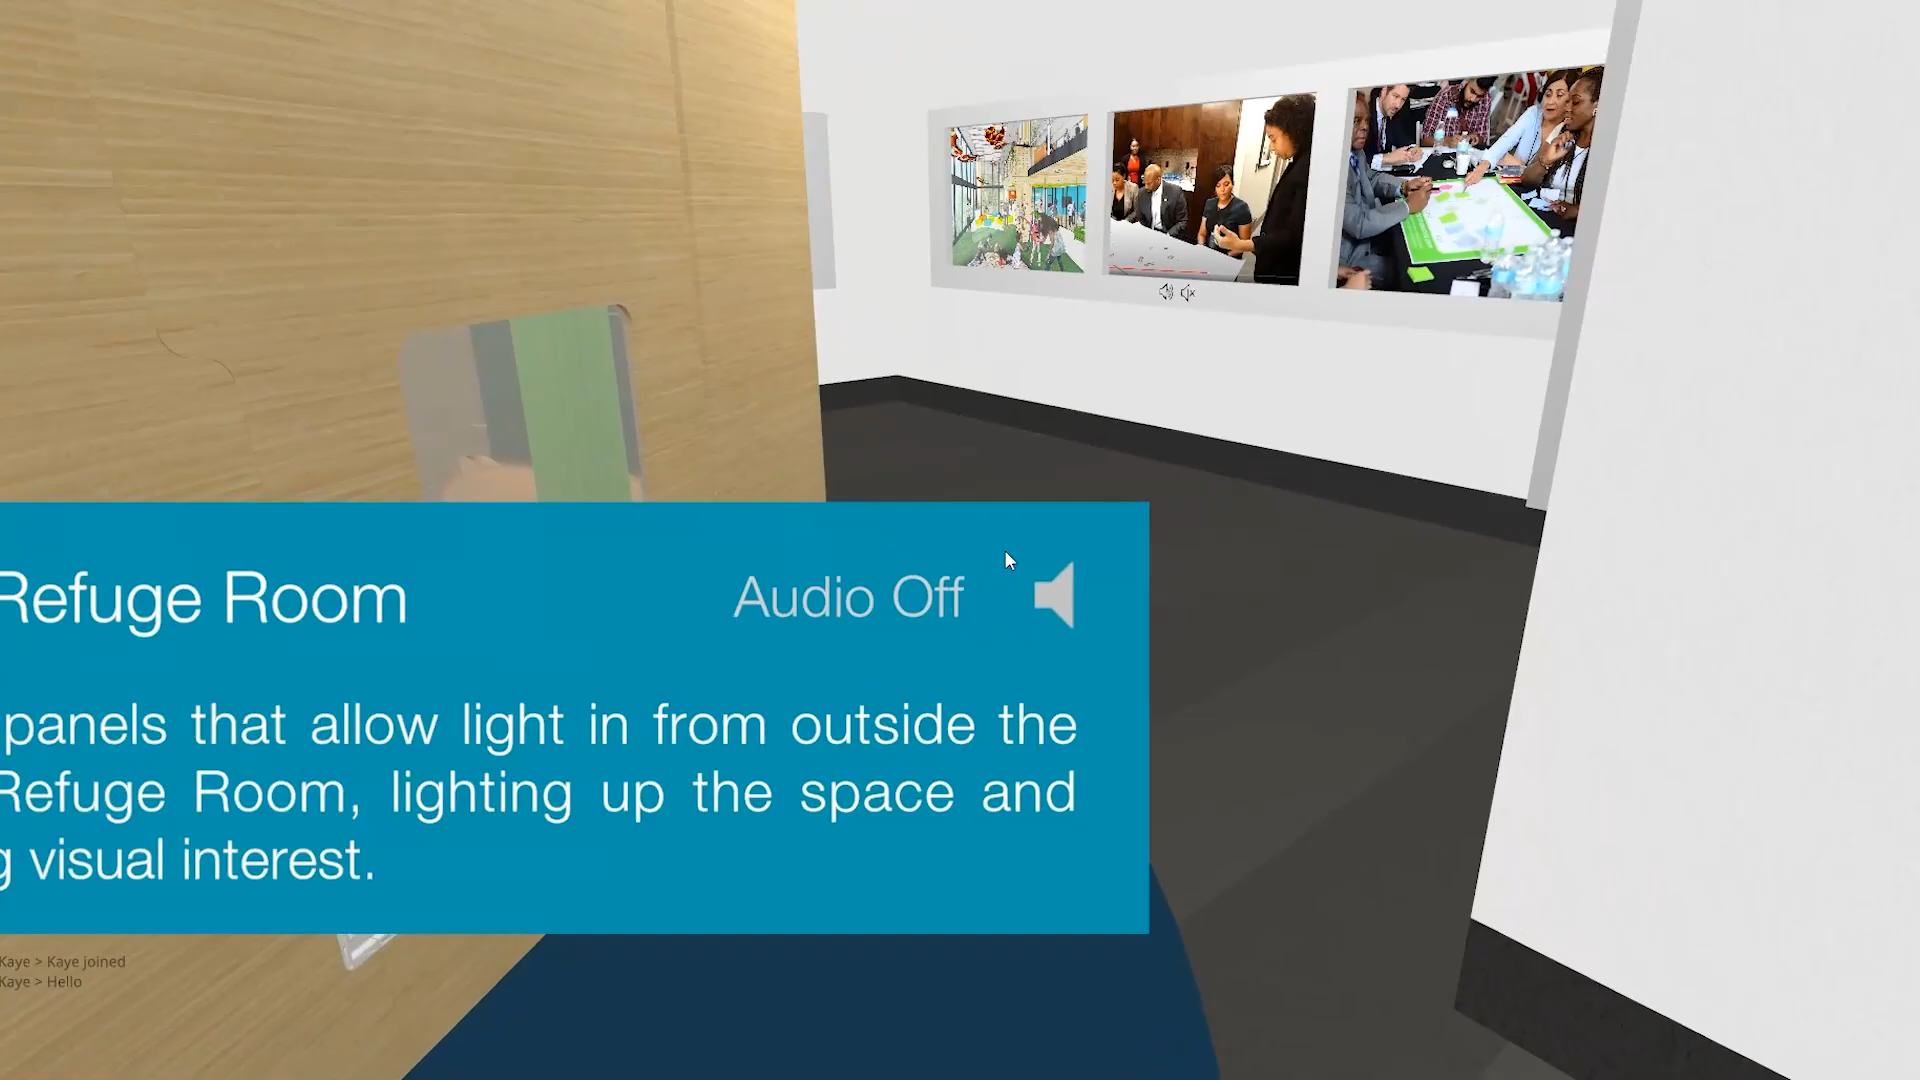 Refuge Room
Audio Off
panels that allow light in from outside the
Refuge Room, lighting up the space and
visual interest.
Kaye > Kaye joined
Kaye > Hello